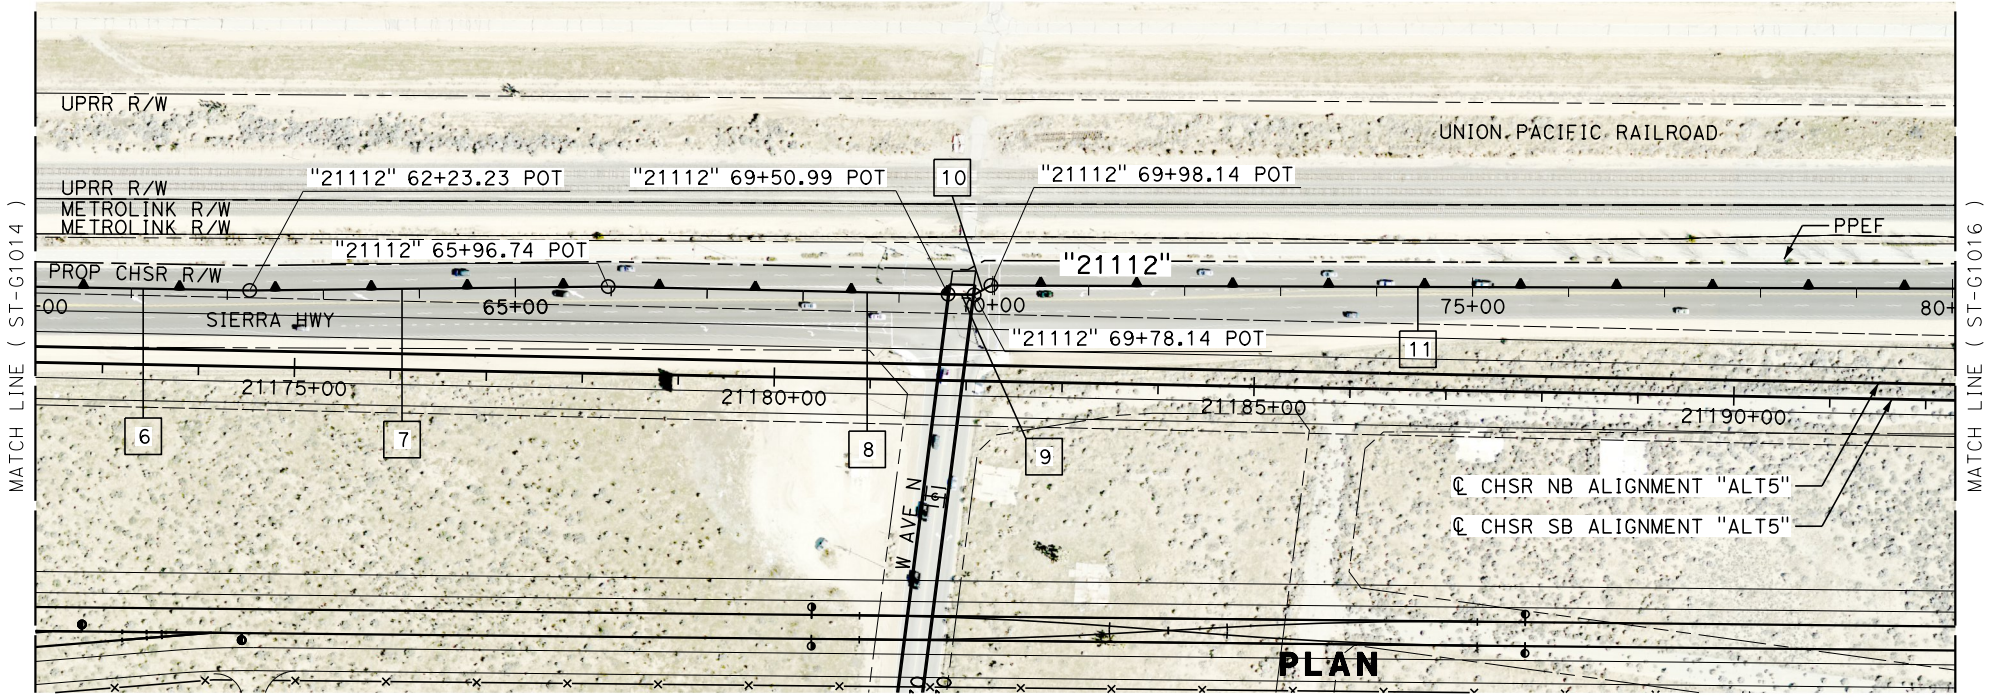 UPRR R/W
UNION PACIFIC RAILROAD
UPRR R/W
METROLINK R/W
METROLINK R/W
"21112" 62+23.23 POT
"21112" 69+50.99 POT
10
"21112" 69+98.14 POT
"21112" 65+96.74 POT
PPEF
PROP CHSR R/W
"21112"
00
65+00
70+00
75+00
80+
SIERRA HWY
"21112" 69+78.14 POT
11
21175+00
21180+00
21185+00
21190+00
6
7
8
9
W AVE N
℄ CHSR NB ALIGNMENT "ALT5"
℄ CHSR SB ALIGNMENT "ALT5"
PLAN
MATCH LINE ( ST-G1014 )
MATCH LINE ( ST-G1016 )